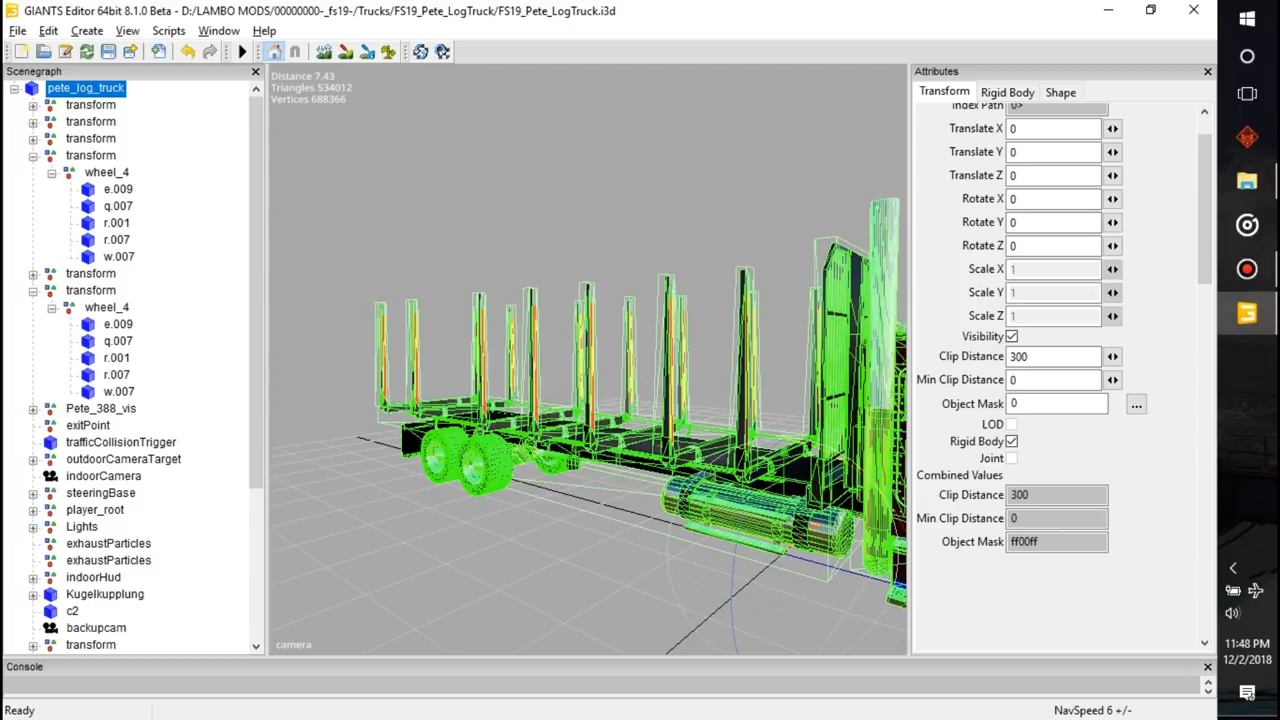 GIANTS Editor 64bit 8.1.0 Beta - D:/LAMBO MODS/00000000-_fs19-/Trucks/FS19_Pete_LogTruck/FS19_Pete_LogTruck.i3d
File Edit Create View Scripts Window Help
Scenegraph
pete_log_truck
transform
transform
transform
transform
wheel_4
e.009
q.007
r.001
r.007
w.007
transform
transform
wheel_4
e.009
q.007
r.001
r.007
w.007
Pete_388_vis
exitPoint
trafficCollisionTrigger
outdoorCameraTarget
indoorCamera
steeringBase
player_root
Lights
exhaustParticles
exhaustParticles
indoorHud
Kugelkupplung
c2
backupcam
transform
Distance 7.43
Triangles 534012
Vertices 688366
camera
Attributes
Transform Rigid Body Shape
Index Path 0>
Translate X 0
Translate Y 0
Translate Z 0
Rotate X 0
Rotate Y 0
Rotate Z 0
Scale X 1
Scale Y 1
Scale Z 1
Visibility
Clip Distance 300
Min Clip Distance 0
Object Mask 0 ...
LOD
Rigid Body
Joint
Combined Values
Clip Distance 300
Min Clip Distance 0
Object Mask ff00ff
Console
Ready
NavSpeed 6 +/-
11:48 PM
12/2/2018